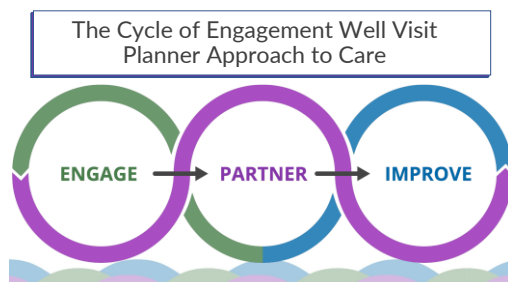 The Cycle of Engagement Well Visit
Planner Approach to Care
ENGAGE PARTNER IMPROVE